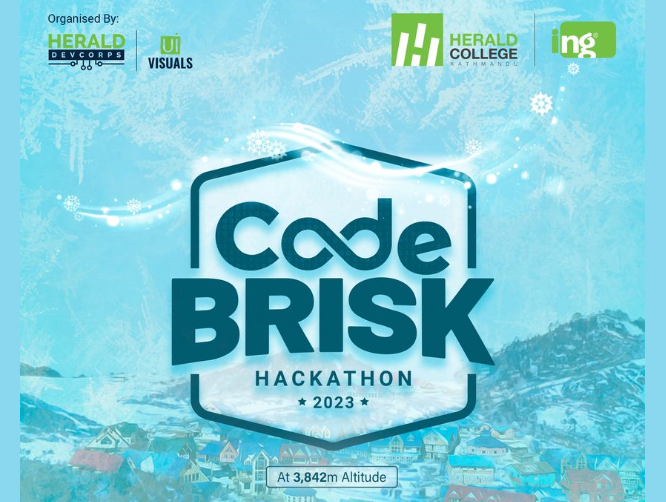 Organised By:
HERALD
DEVCORPS
UI
VISUALS
HERALD
COLLEGE
KATHMANDU
ing
Code
BRISK
HACKATHON
★ 2023 ★
At 3,842m Altitude